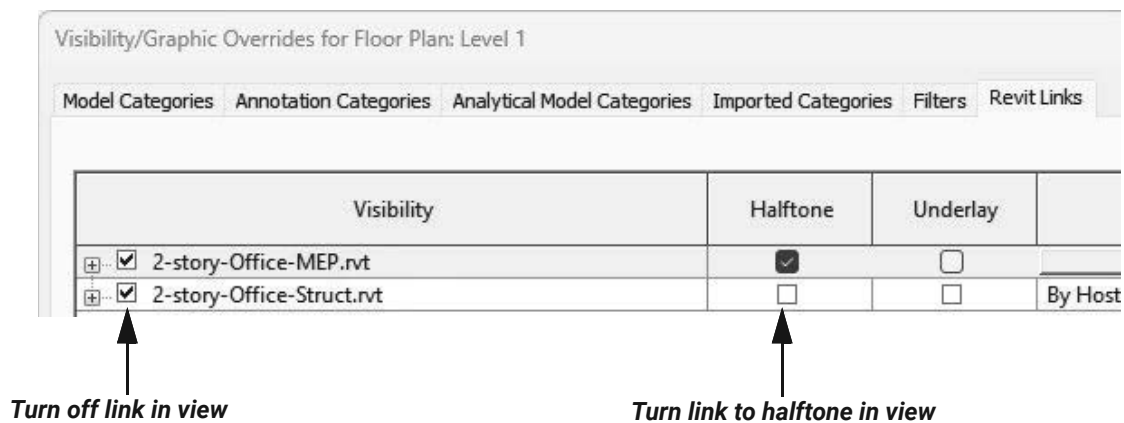 Visibility/Graphic Overrides for Floor Plan: Level 1
Model Categories Annotation Categories Analytical Model Categories Imported Categories Filters Revit Links
Visibility Halftone Underlay
2-story-Office-MEP.rvt
2-story-Office-Struct.rvt By Host
Turn off link in view Turn link to halftone in view